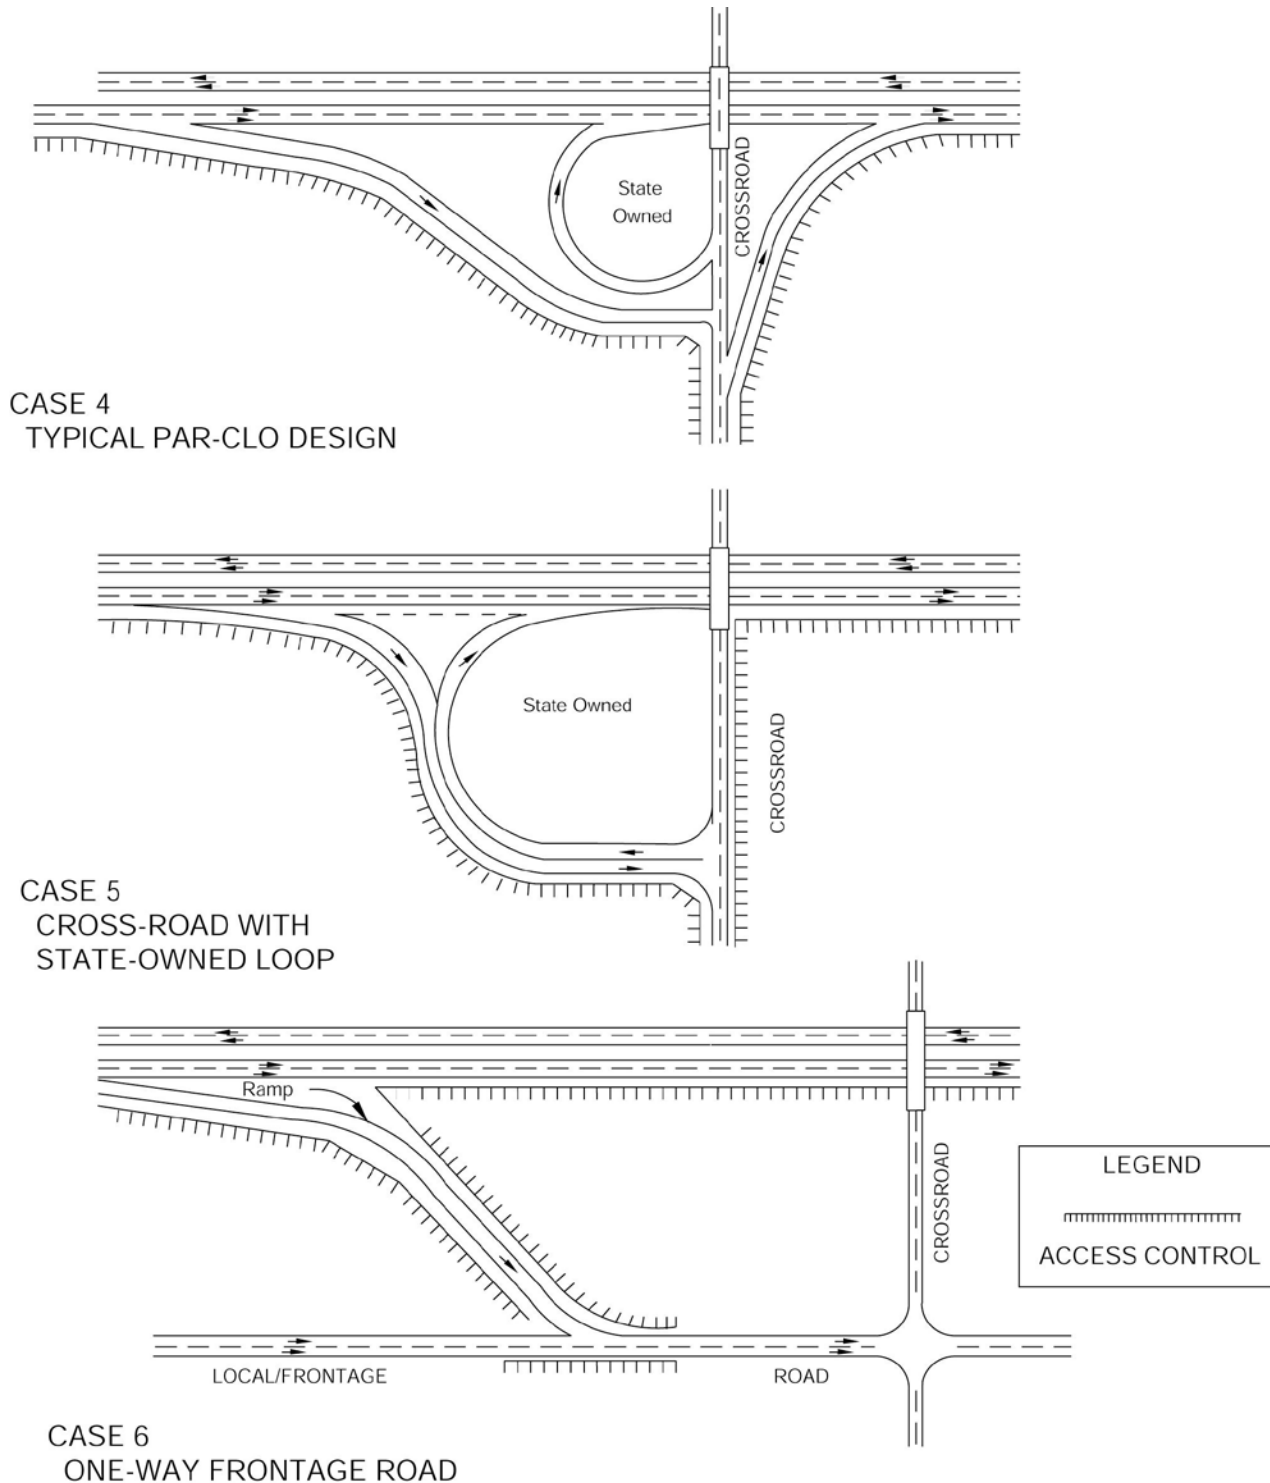 State
Owned
CROSSROAD
CASE 4
TYPICAL PAR-CLO DESIGN
State Owned
CROSSROAD
CASE 5
CROSS-ROAD WITH
STATE-OWNED LOOP
Ramp
CROSSROAD
LEGEND
ACCESS CONTROL
LOCAL/FRONTAGE ROAD
CASE 6
ONE-WAY FRONTAGE ROAD